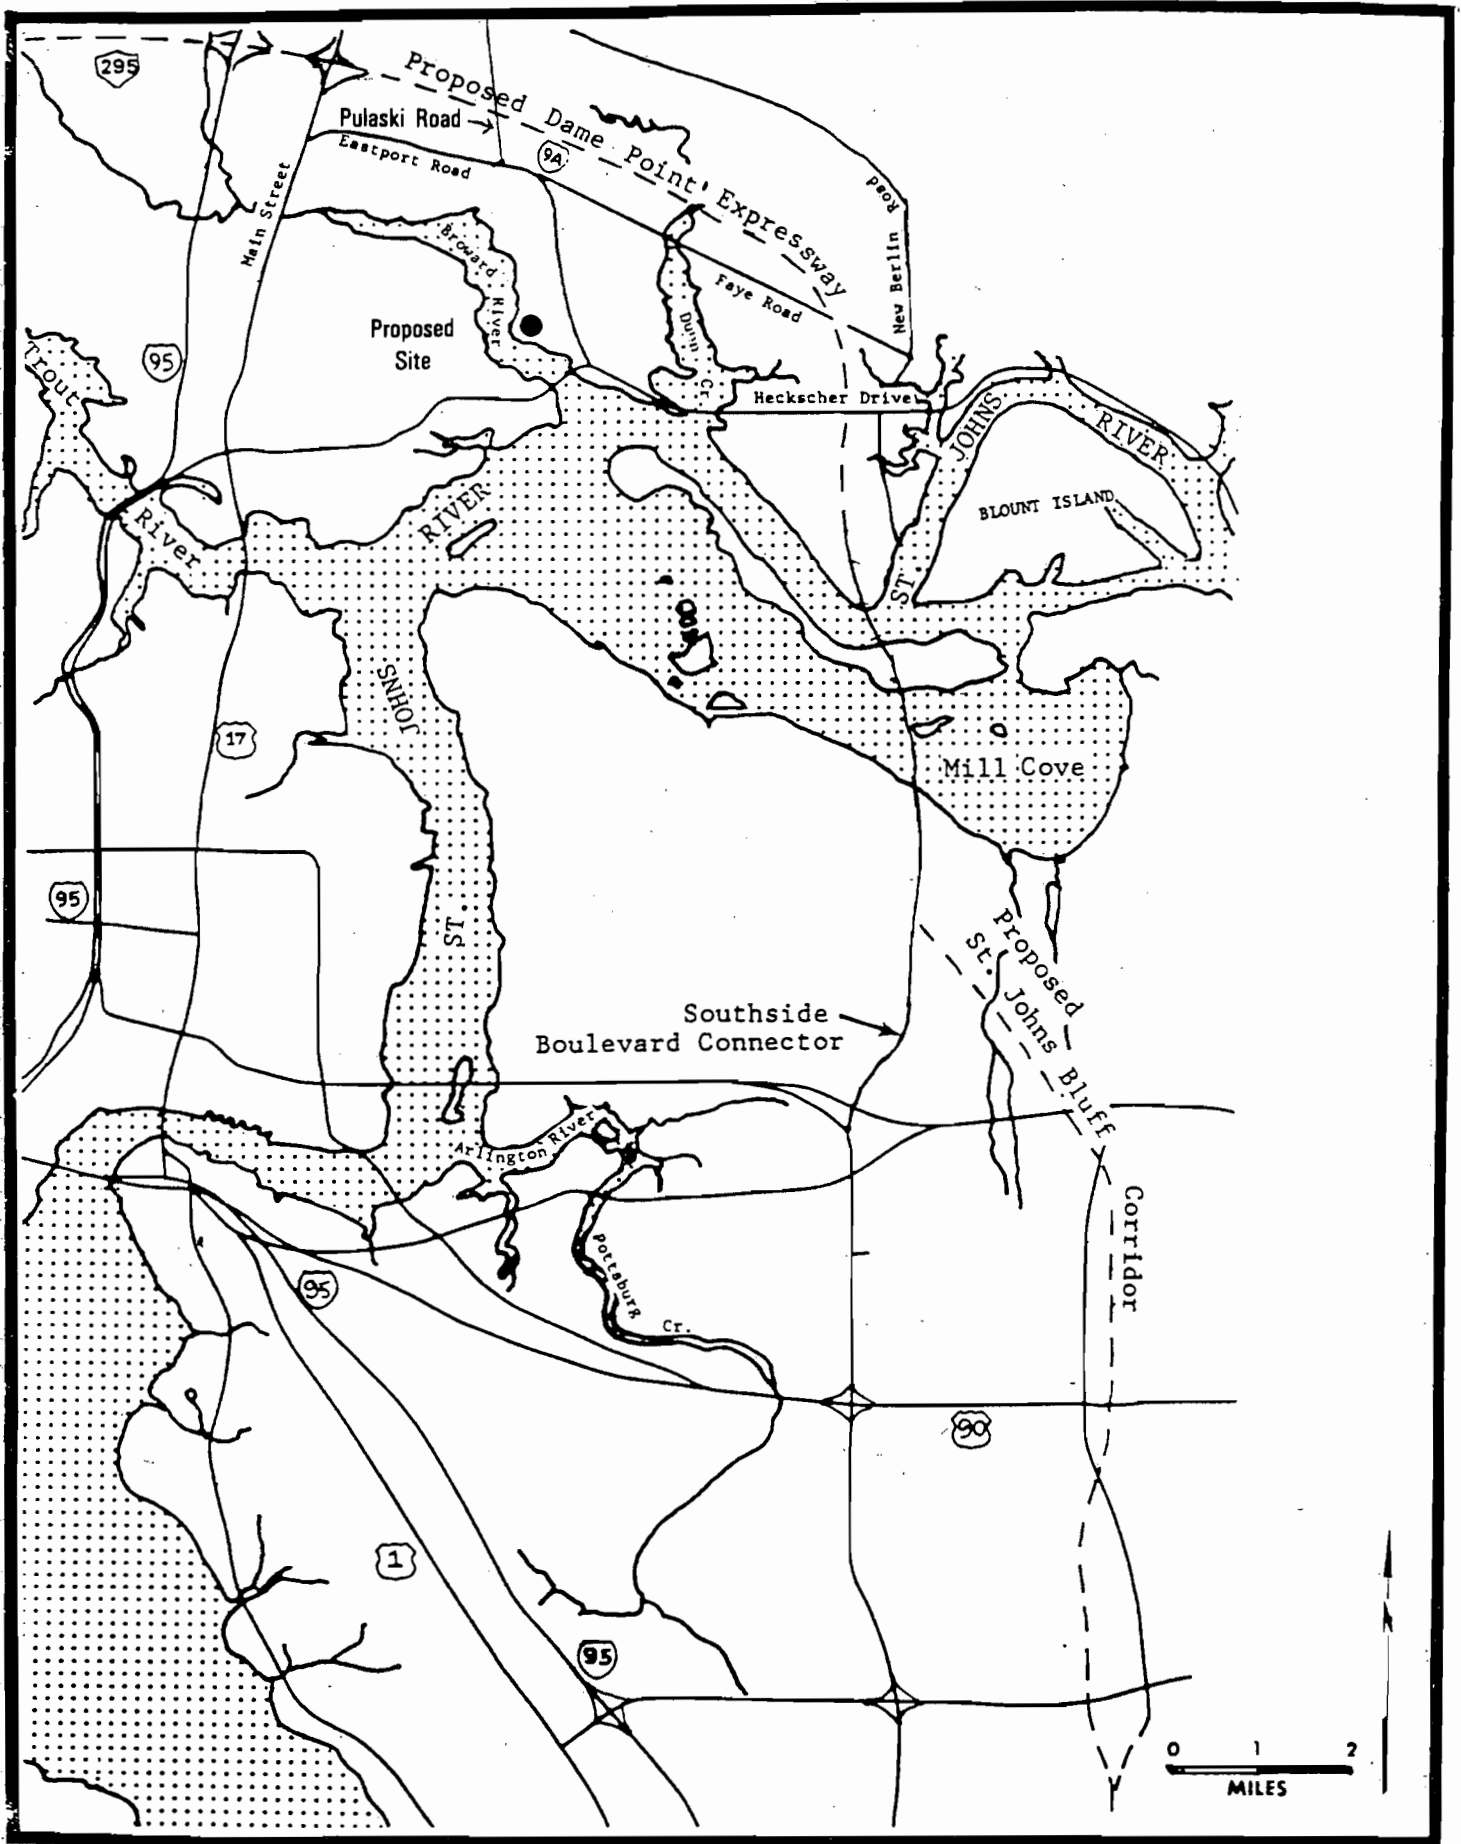 295
Proposed Dame Point Expressway
Pulaski Road
Eastport Road
9A
Main Street
Broward
River
New Berlin Road
Proposed
Site
Faye Road
Dunn Cr.
95
Trout
River
Heckscher Drive
ST. JOHNS RIVER
BLOUNT ISLAND
ST. JOHNS RIVER
17
Mill Cove
95
Proposed
St. Johns Bluff
Corridor
Southside
Boulevard Connector
Arlington River
95
Pottsburg
Cr.
90
1
95
0 1 2
MILES
N